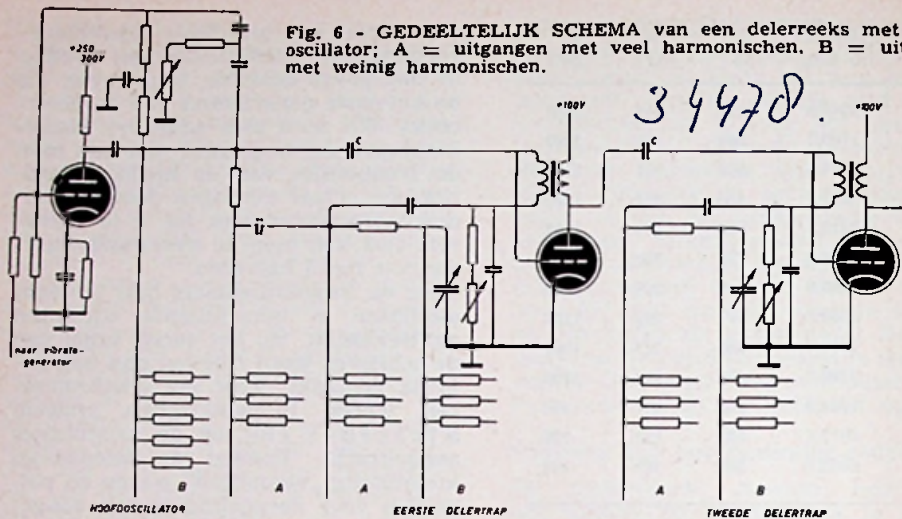 Fig. 6 - GEDEELTELIJK SCHEMA van een delerreeks met
oscillator; A = uitgangen met veel harmonischen, B = uit
met weinig harmonischen.
34478.
+250
300V
+100V
+100V
C
C
ü
naar vibrato-
generator
B
A
A
B
A
B
HOOFDOSCILLATOR
EERSTE DELERTRAP
TWEEDE DELERTRAP